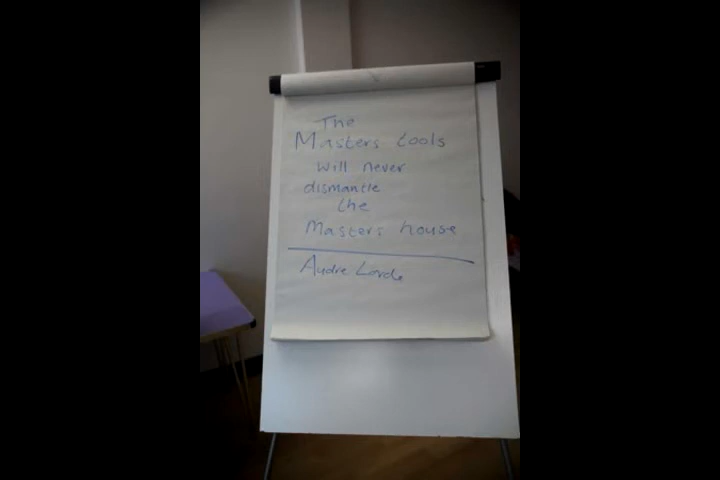 The
Masters tools
will never
dismantle
the
Masters house
Audre Lorde